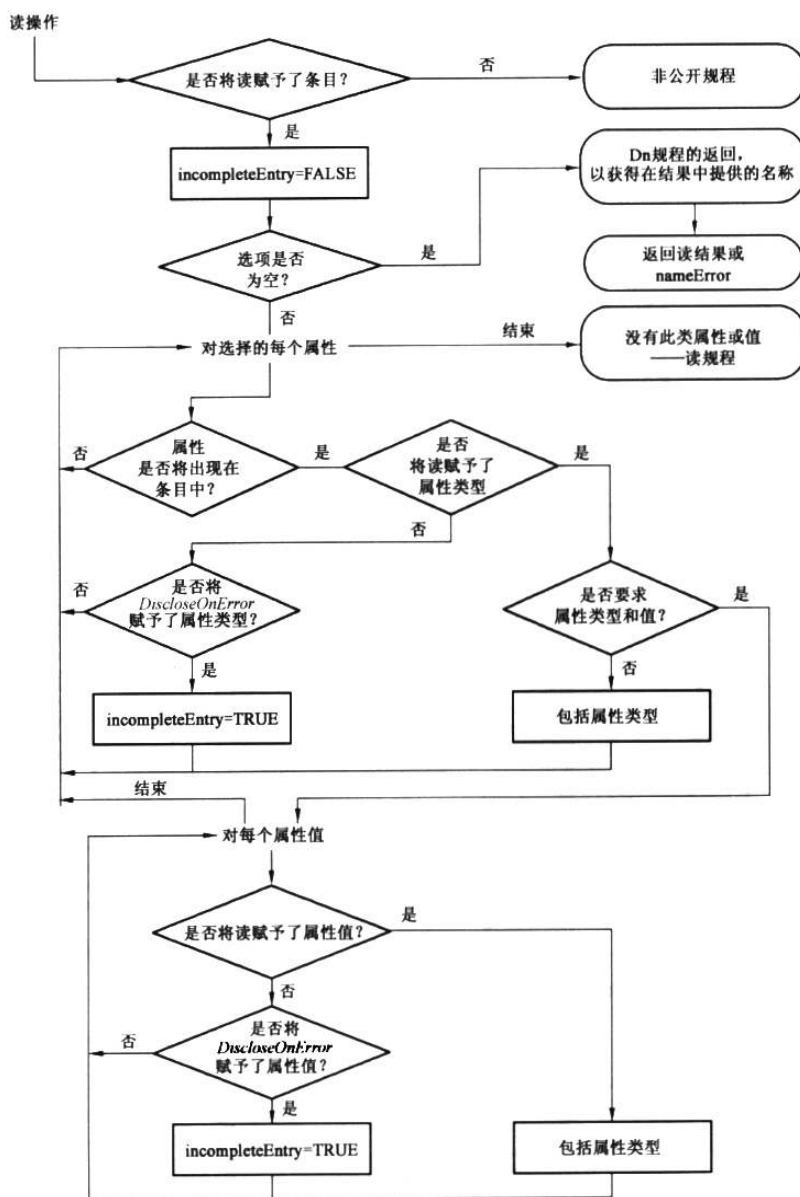 读操作
是否将读赋予了条目?
否
非公开规程
是
incompleteEntry=FALSE
Dn规程的返回,
以获得在结果中提供的名称
选项是否
为空?
是
返回读结果或
nameError
否
对选择的每个属性
结束
没有此类属性或值
——读规程
否
属性
是否将出现在
条目中?
是
是否
将读赋予了
属性类型
是
否
否
是否将
DiscloseOnError
赋予了属性类型?
是否要求
属性类型和值?
是
是
否
incompleteEntry=TRUE
包括属性类型
结束
对每个属性值
是否将读赋予了属性值?
是
否
否
是否将
DiscloseOnError
赋予了属性值?
是
incompleteEntry=TRUE
包括属性类型